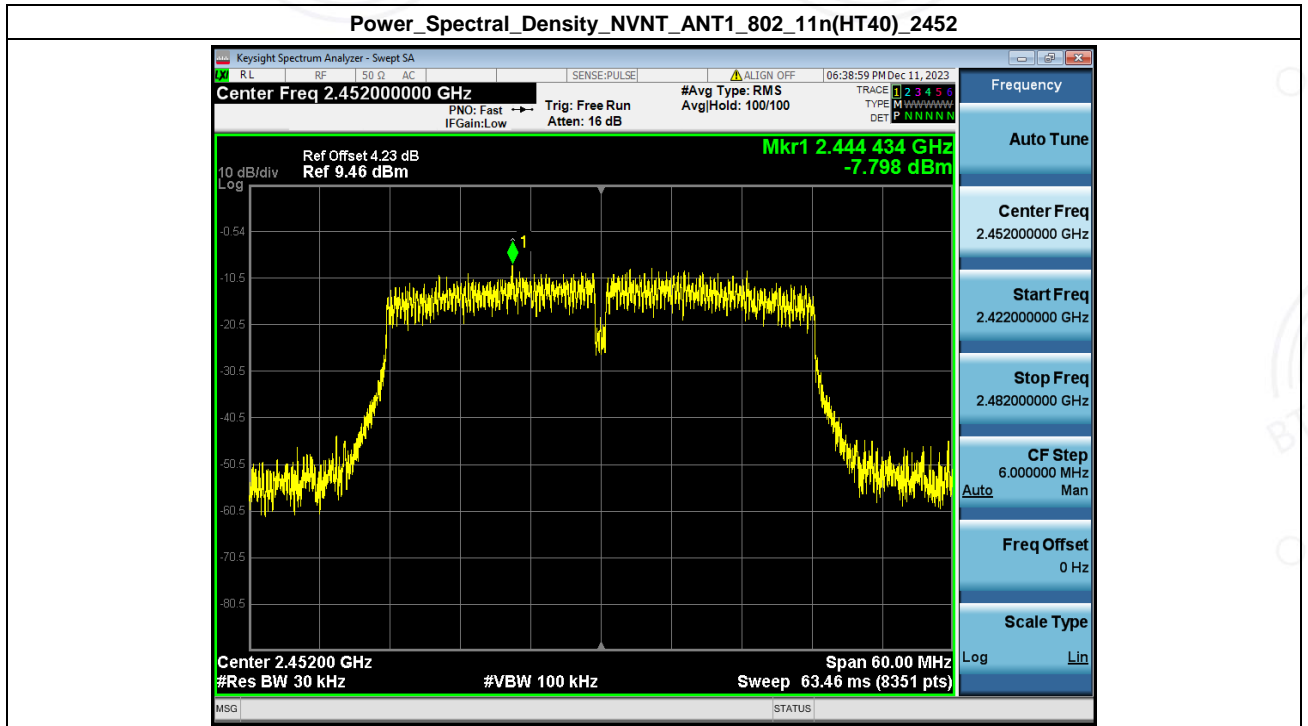 Power_Spectral_Density_NVNT_ANT1_802_11n(HT40)_2452
Keysight Spectrum Analyzer - Swept SA
LXI RL RF 50 Ω AC SENSE:PULSE ALIGN OFF 06:38:59 PM Dec 11, 2023
Center Freq 2.452000000 GHz
PNO: Fast
IFGain:Low
Trig: Free Run
Atten: 16 dB
#Avg Type: RMS
Avg|Hold: 100/100
TRACE 1 2 3 4 5 6
TYPE M WWWWW
DET P N N N N N
Mkr1 2.444 434 GHz
-7.798 dBm
Ref Offset 4.23 dB
10 dB/div Ref 9.46 dBm
Log
1
-0.54
-10.5
-20.5
-30.5
-40.5
-50.5
-60.5
-70.5
-80.5
Center 2.45200 GHz Span 60.00 MHz
#Res BW 30 kHz #VBW 100 kHz Sweep 63.46 ms (8351 pts)
MSG STATUS
Frequency
Auto Tune
Center Freq
2.452000000 GHz
Start Freq
2.422000000 GHz
Stop Freq
2.482000000 GHz
CF Step
6.000000 MHz
Auto Man
Freq Offset
0 Hz
Scale Type
Log Lin